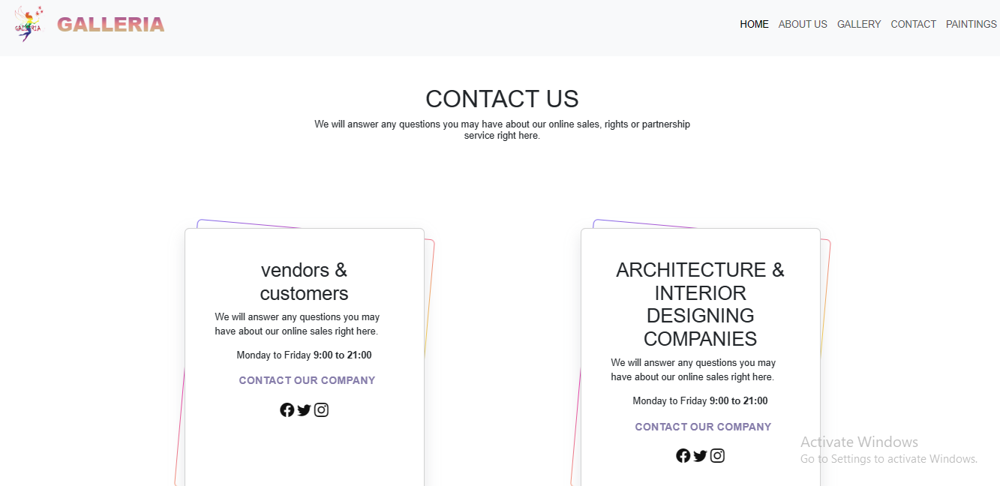 GALLERIA
GALLERIA
HOME ABOUT US GALLERY CONTACT PAINTINGS
CONTACT US
We will answer any questions you may have about our online sales, rights or partnership
service right here.
vendors &
customers
We will answer any questions you may
have about our online sales right here.
Monday to Friday 9:00 to 21:00
CONTACT OUR COMPANY
ARCHITECTURE &
INTERIOR
DESIGNING
COMPANIES
We will answer any questions you may
have about our online sales right here.
Monday to Friday 9:00 to 21:00
CONTACT OUR COMPANY
Activate Windows
Go to Settings to activate Windows.